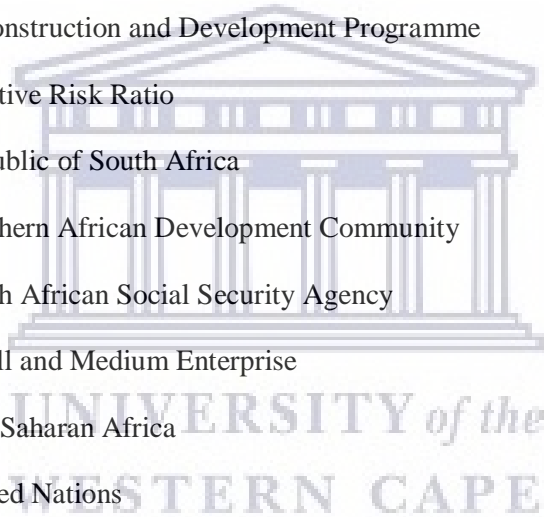 onstruction and Development Programme
tive Risk Ratio
ublic of South Africa
hern African Development Community
h African Social Security Agency
ll and Medium Enterprise
Saharan Africa
UNIVERSITY of the
ed Nations
WESTERN CAPE